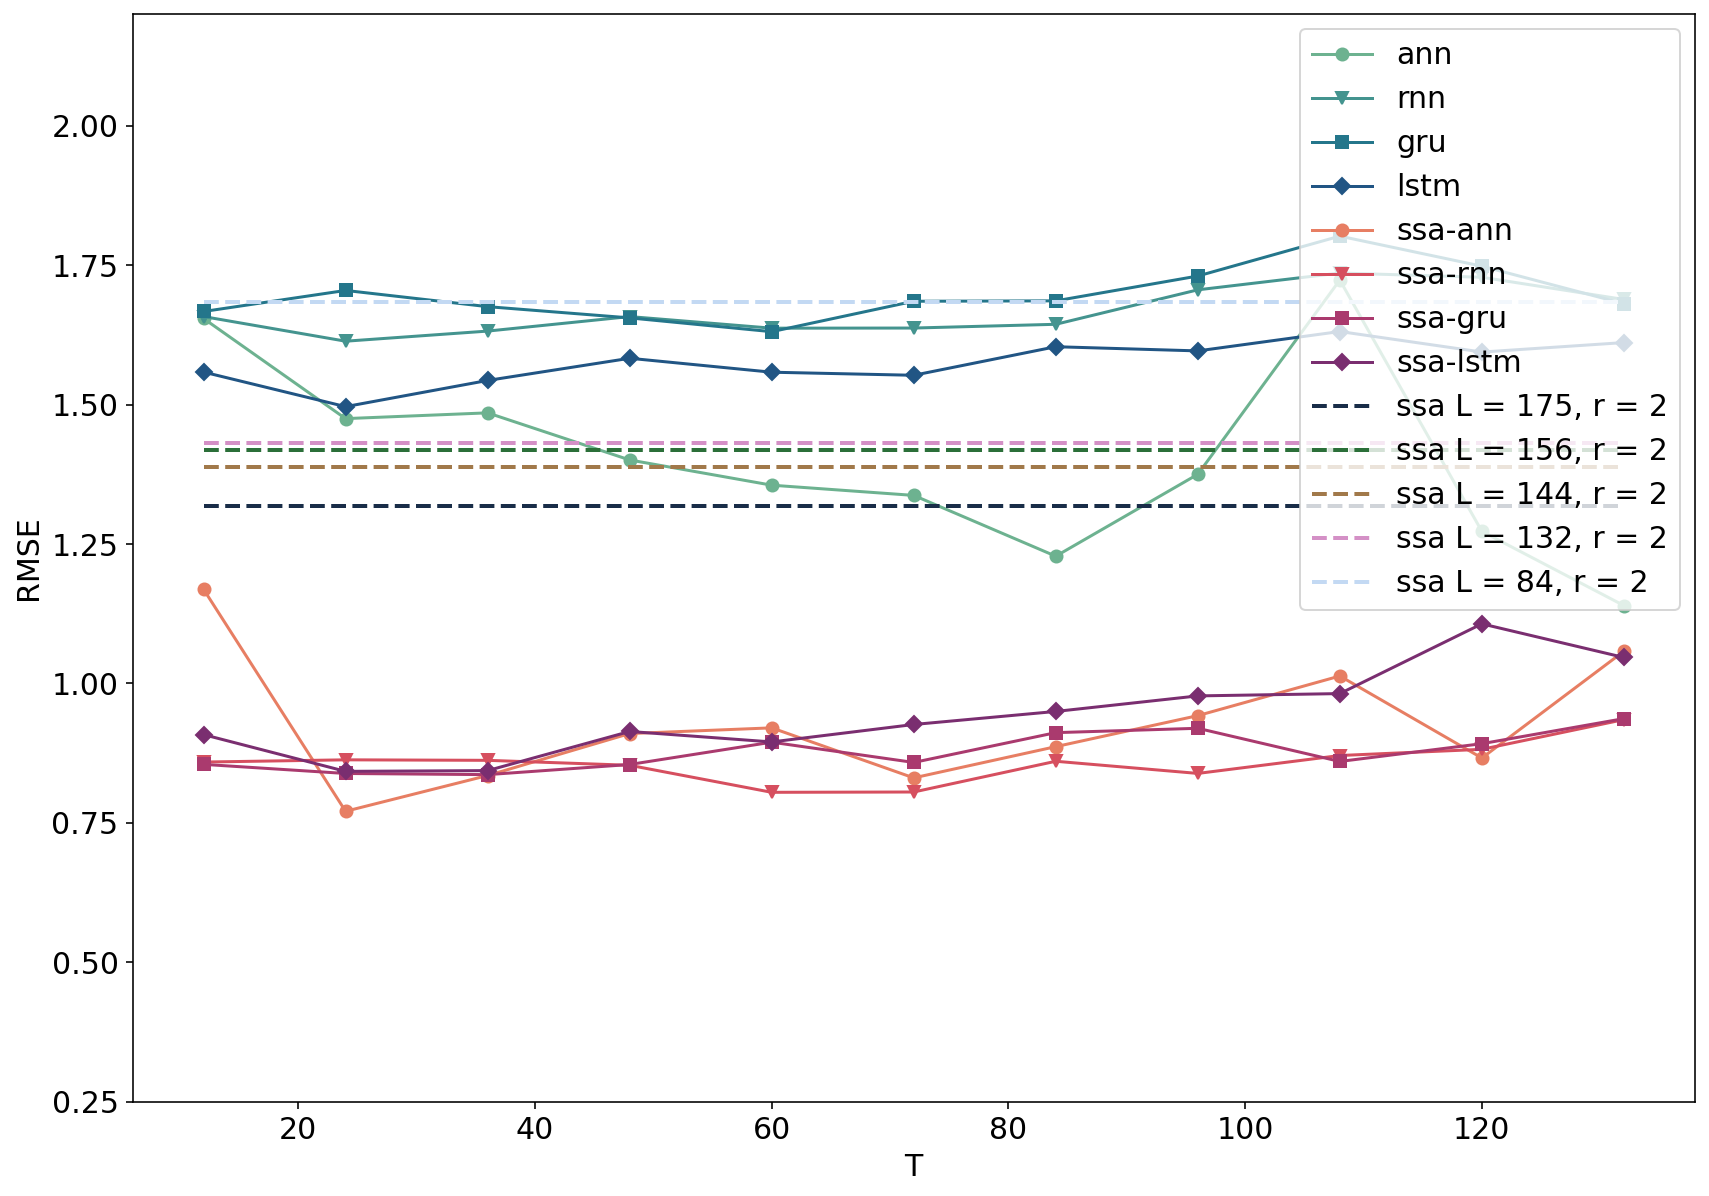 2.00
1.75
1.50
1.25
1.00
0.75
0.50
0.25
RMSE
20 40 60 80 100 120
T
ann
rnn
gru
lstm
ssa-ann
ssa-rnn
ssa-gru
ssa-lstm
ssa L = 175, r = 2
ssa L = 156, r = 2
ssa L = 144, r = 2
ssa L = 132, r = 2
ssa L = 84, r = 2